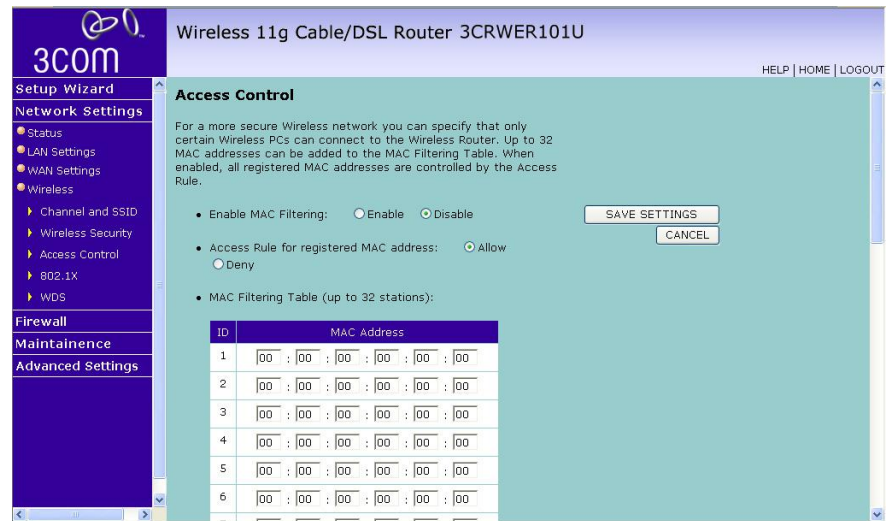 3COM
Wireless 11g Cable/DSL Router 3CRWER101U
HELP | HOME | LOGOUT
Setup Wizard
Network Settings
Status
LAN Settings
WAN Settings
Wireless
Channel and SSID
Wireless Security
Access Control
802.1X
WDS
Firewall
Maintainence
Advanced Settings
Access Control
For a more secure Wireless network you can specify that only
certain Wireless PCs can connect to the Wireless Router. Up to 32
MAC addresses can be added to the MAC Filtering Table. When
enabled, all registered MAC addresses are controlled by the Access
Rule.
• Enable MAC Filtering: Enable Disable
SAVE SETTINGS
CANCEL
• Access Rule for registered MAC address: Allow
Deny
• MAC Filtering Table (up to 32 stations):
ID MAC Address
1 00 : 00 : 00 : 00 : 00 : 00
2 00 : 00 : 00 : 00 : 00 : 00
3 00 : 00 : 00 : 00 : 00 : 00
4 00 : 00 : 00 : 00 : 00 : 00
5 00 : 00 : 00 : 00 : 00 : 00
6 00 : 00 : 00 : 00 : 00 : 00